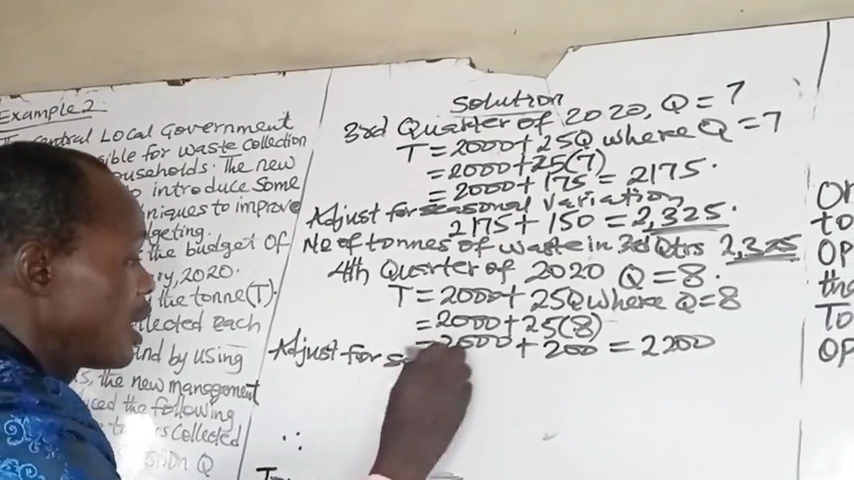 Example 2
Central Local Government
sible for waste collection
ouseholds. The new
to introduce some
chniques to improve
dgeting.
the budget of
ry, 2020.
the tonne(T).
ollected each
and by using
s, the new management
the following
collected
Q
Solution
3rd Quarter of 2020, Q = 7
T = 2000 + 25Q where Q = 7
= 2000 + 25(7)
= 2000 + 175 = 2175.
Adjust for seasonal variation
2175 + 150 = 2,325.
No of tonnes of waste in 3rd Qtrs 2,325
4th Quarter of 2020 Q = 8.
T = 2000 + 25Q where Q = 8
= 2000 + 25(8)
= 2000 + 200 = 2200
Adjust for s
∴
Or
to
OP
the
To
OP